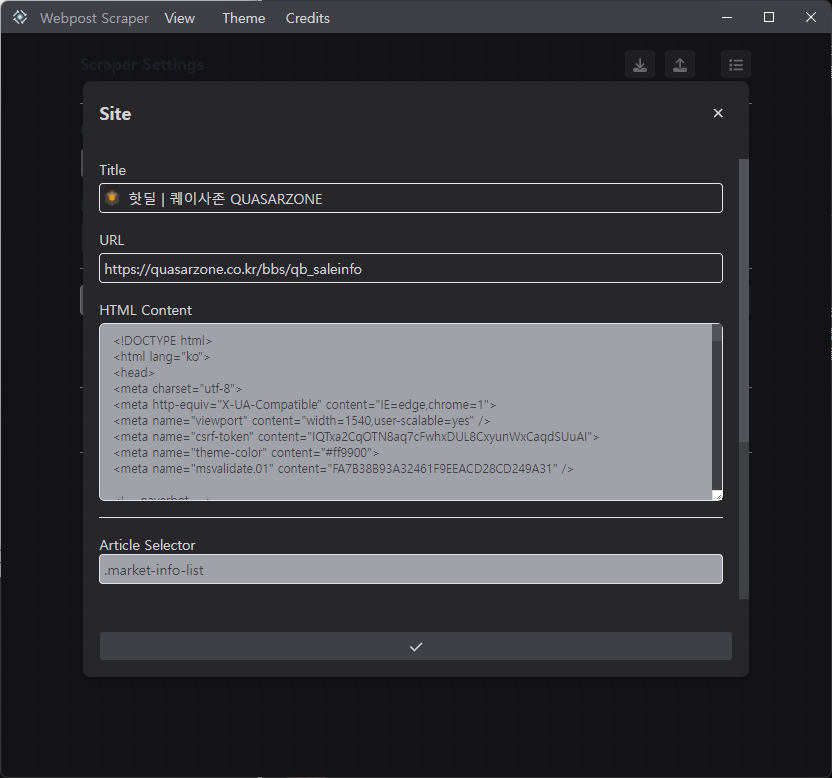 Webpost Scraper View Theme Credits
Scraper Settings
Site
Title
핫딜 | 퀘이사존 QUASARZONE
URL
https://quasarzone.co.kr/bbs/qb_saleinfo
HTML Content
<!DOCTYPE html>
<html lang="ko">
<head>
<meta charset="utf-8">
<meta http-equiv="X-UA-Compatible" content="IE=edge,chrome=1">
<meta name="viewport" content="width=1540,user-scalable=yes" />
<meta name="csrf-token" content="IQTxa2CqOTN8aq7cFwhxDUL8CxyunWxCaqdSUuAI">
<meta name="theme-color" content="#ff9900">
<meta name="msvalidate.01" content="FA7B38B93A32461F9EEACD28CD249A31" />
Article Selector
.market-info-list